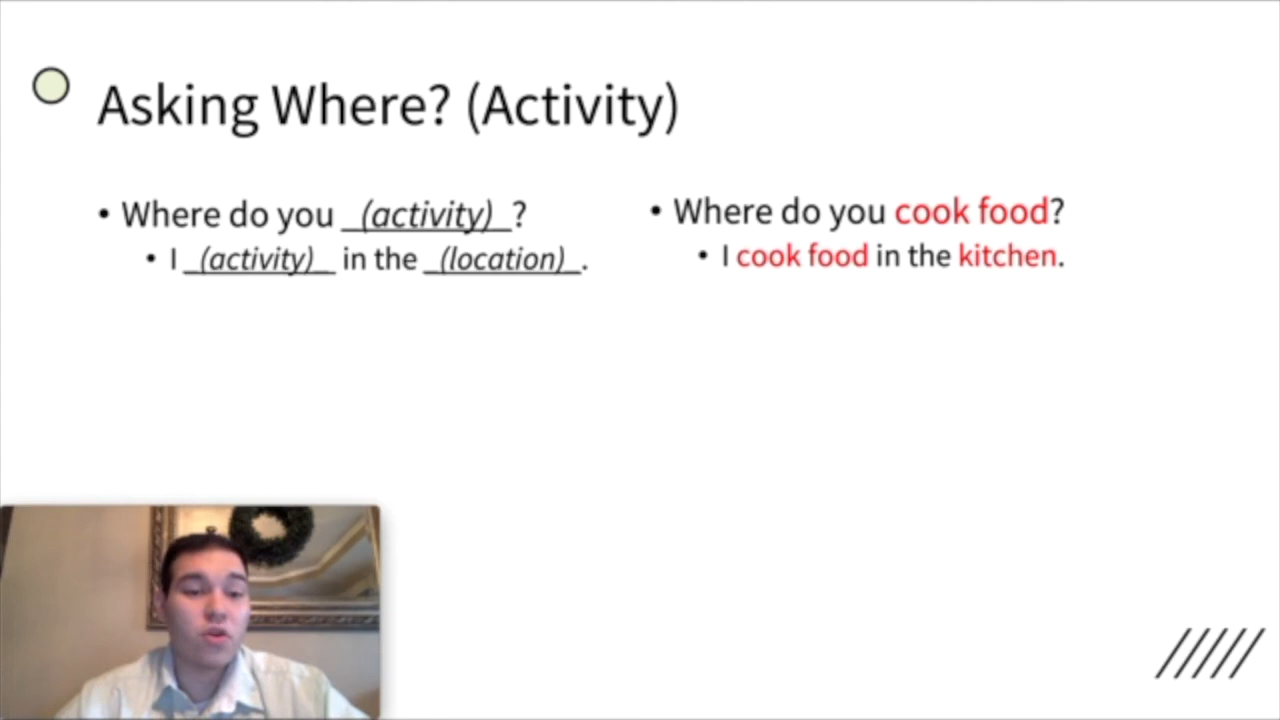 Asking Where? (Activity)
• Where do you _(activity)_?
• I _(activity)_ in the _(location)_.
• Where do you cook food?
• I cook food in the kitchen.